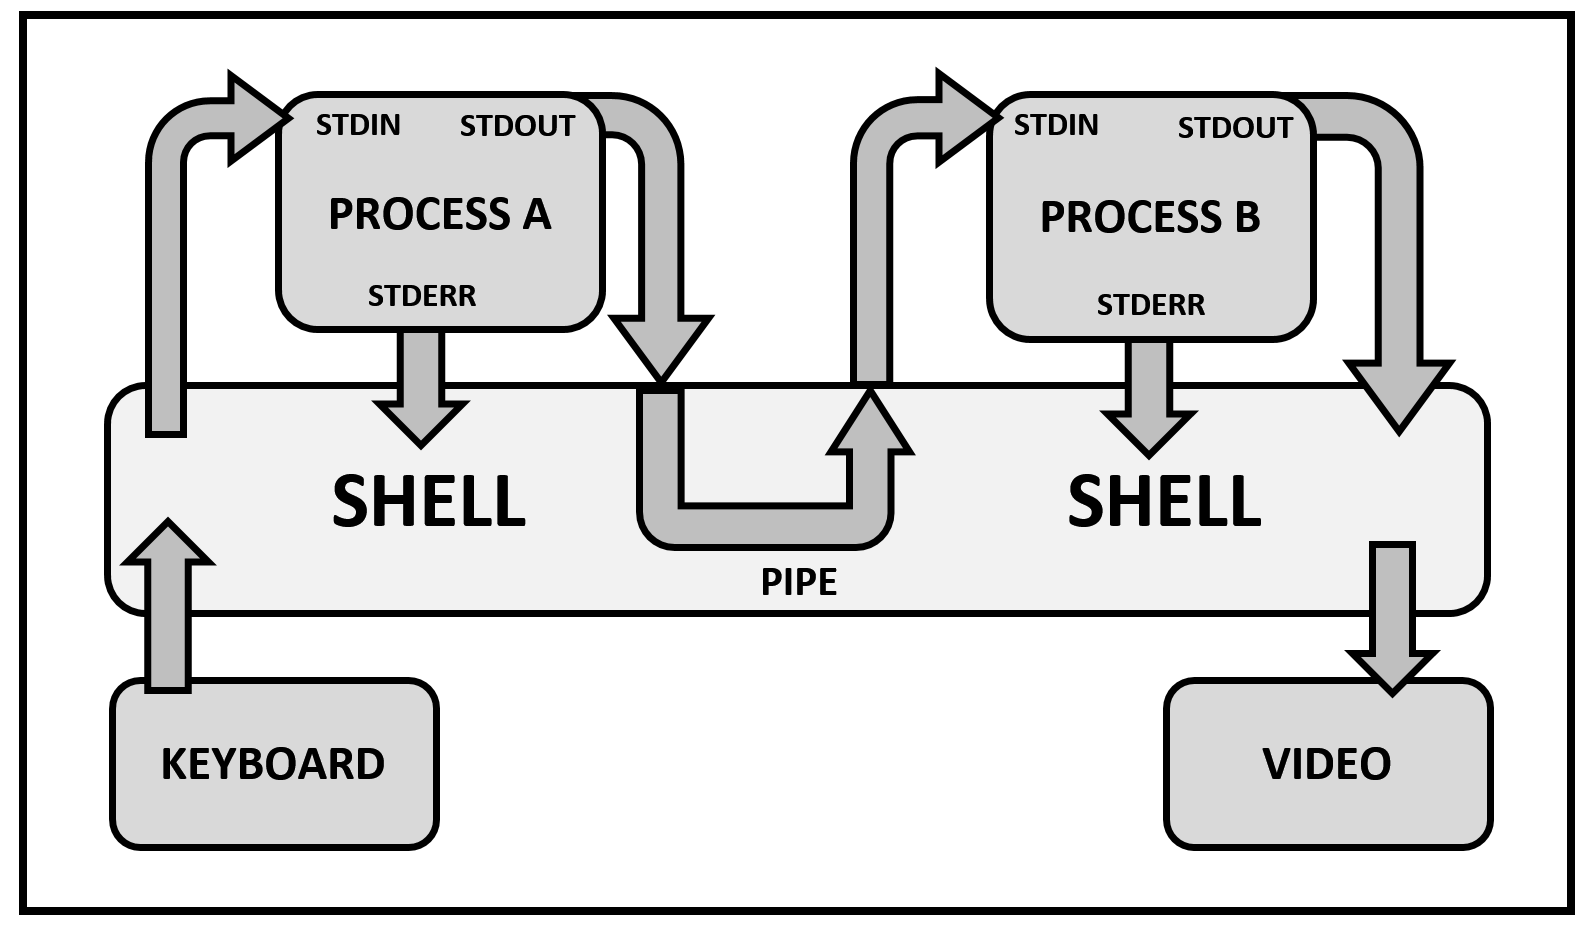 STDIN STDOUT
PROCESS A
STDERR
STDIN STDOUT
PROCESS B
STDERR
SHELL
SHELL
PIPE
KEYBOARD
VIDEO